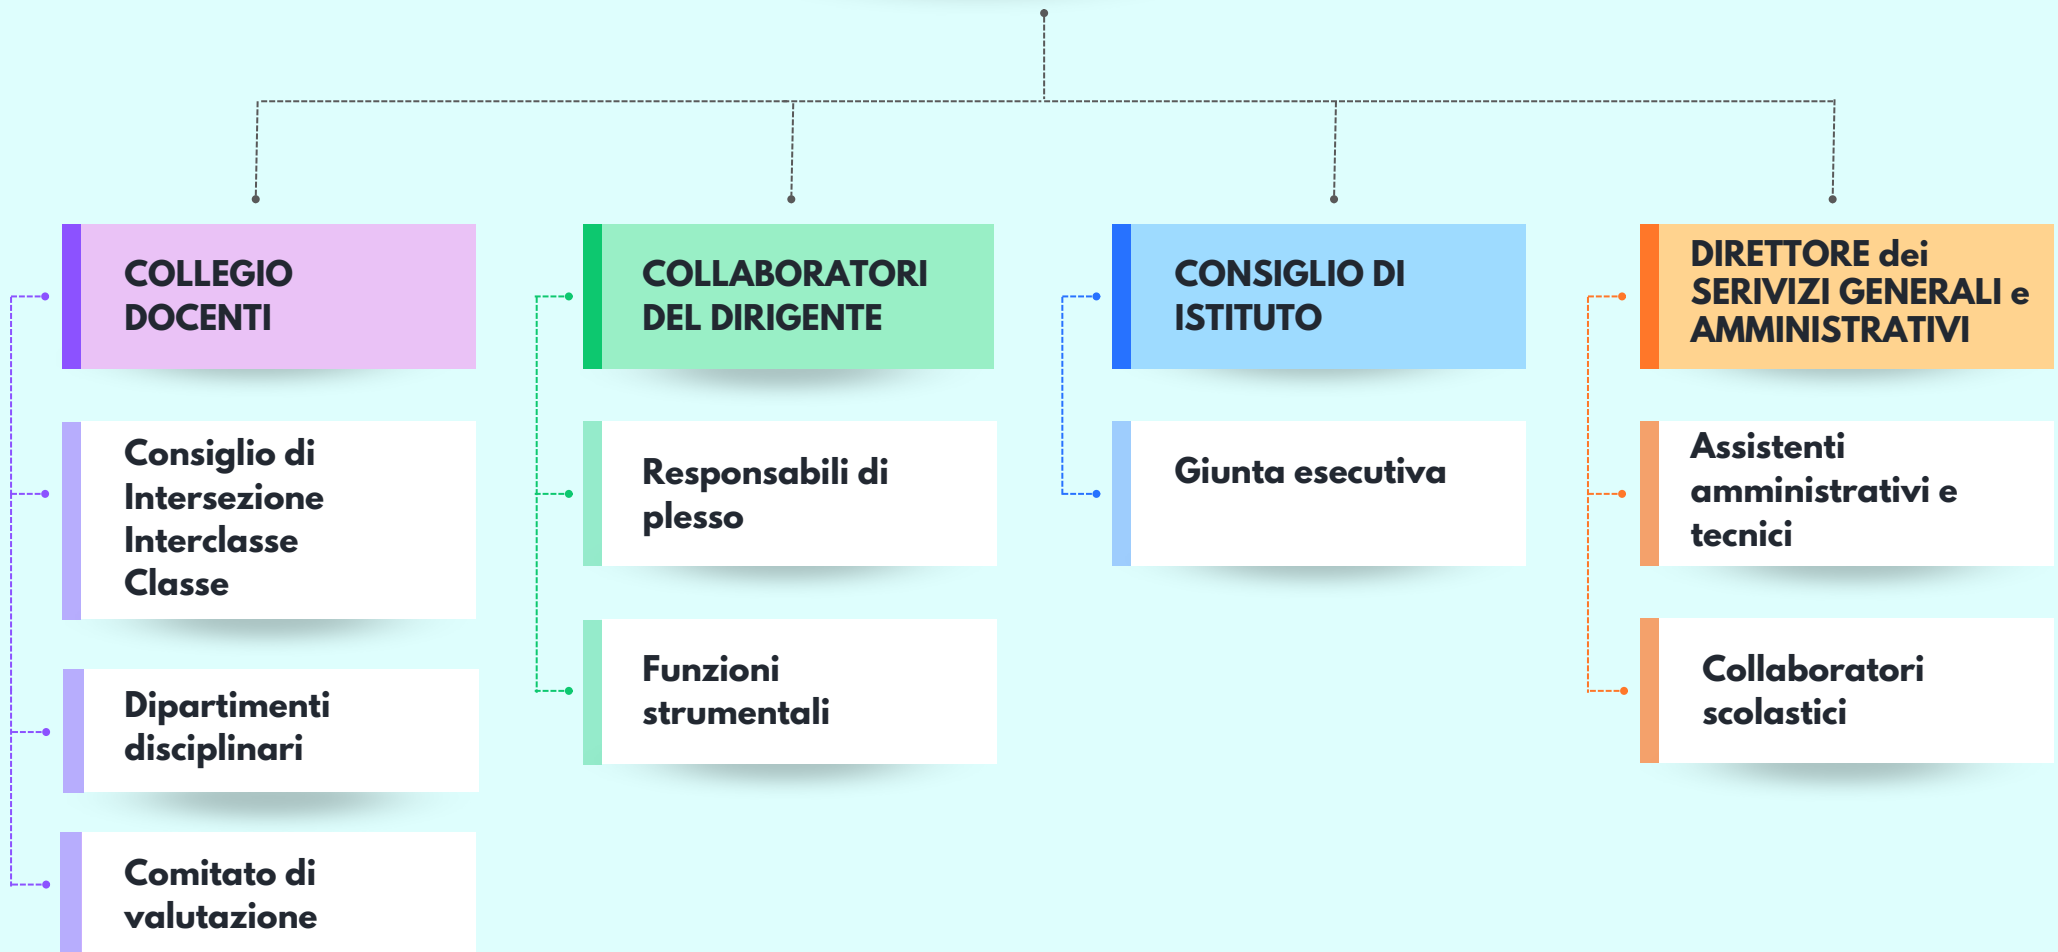 COLLEGIO
DOCENTI
Consiglio di
Intersezione
Interclasse
Classe
Dipartimenti
disciplinari
Comitato di
valutazione
COLLABORATORI
DEL DIRIGENTE
Responsabili di
plesso
Funzioni
strumentali
CONSIGLIO DI
ISTITUTO
Giunta esecutiva
DIRETTORE dei
SERIVIZI GENERALI e
AMMINISTRATIVI
Assistenti
amministrativi e
tecnici
Collaboratori
scolastici